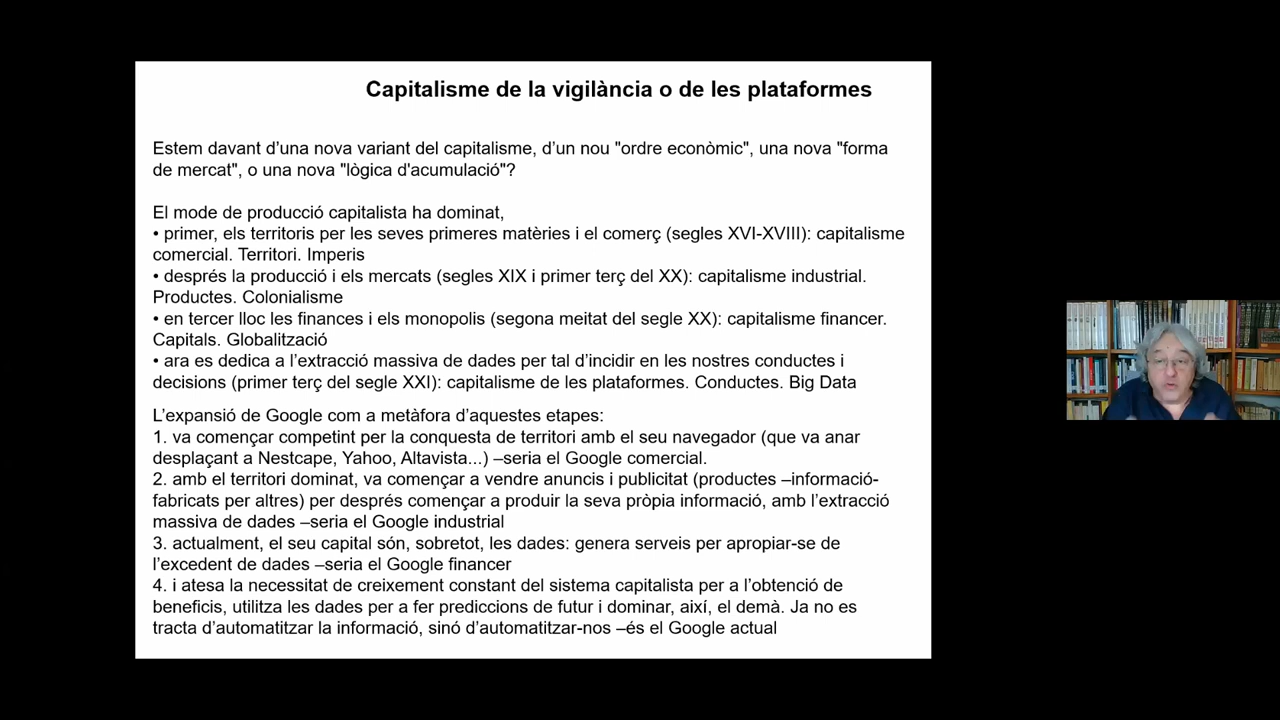 Capitalisme de la vigilància o de les plataformes
Estem davant d’una nova variant del capitalisme, d’un nou "ordre econòmic", una nova "forma
de mercat", o una nova "lògica d'acumulació"?
El mode de producció capitalista ha dominat,
• primer, els territoris per les seves primeres matèries i el comerç (segles XVI-XVIII): capitalisme
comercial. Territori. Imperis
• després la producció i els mercats (segles XIX i primer terç del XX): capitalisme industrial.
Productes. Colonialisme
• en tercer lloc les finances i els monopolis (segona meitat del segle XX): capitalisme financer.
Capitals. Globalització
• ara es dedica a l’extracció massiva de dades per tal d’incidir en les nostres conductes i
decisions (primer terç del segle XXI): capitalisme de les plataformes. Conductes. Big Data
L’expansió de Google com a metàfora d’aquestes etapes:
1. va començar competint per la conquesta de territori amb el seu navegador (que va anar
desplaçant a Nestcape, Yahoo, Altavista...) –seria el Google comercial.
2. amb el territori dominat, va començar a vendre anuncis i publicitat (productes –informació-
fabricats per altres) per després començar a produir la seva pròpia informació, amb l’extracció
massiva de dades –seria el Google industrial
3. actualment, el seu capital són, sobretot, les dades: genera serveis per apropiar-se de
l’excedent de dades –seria el Google financer
4. i atesa la necessitat de creixement constant del sistema capitalista per a l’obtenció de
beneficis, utilitza les dades per a fer prediccions de futur i dominar, així, el demà. Ja no es
tracta d’automatitzar la informació, sinó d’automatitzar-nos –és el Google actual